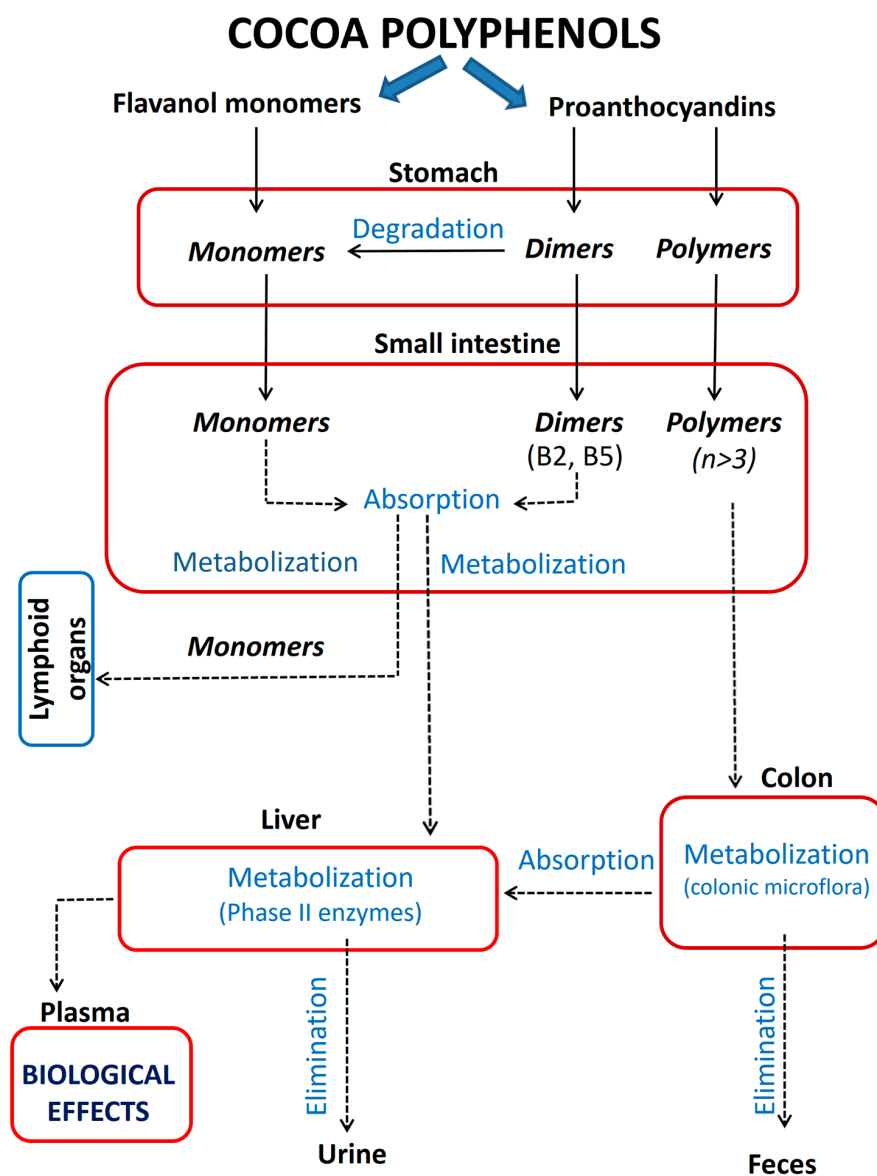 COCOA POLYPHENOLS
Flavanol monomers
Proanthocyandins
Stomach
Degradation
Monomers
Dimers
Polymers
Small intestine
Monomers
Dimers
(B2, B5)
Polymers
(n>3)
Absorption
Metabolization
Metabolization
Lymphoid
organs
Monomers
Colon
Liver
Metabolization
(Phase II enzymes)
Absorption
Metabolization
(colonic microflora)
Plasma
BIOLOGICAL
EFFECTS
Elimination
Elimination
Urine
Feces